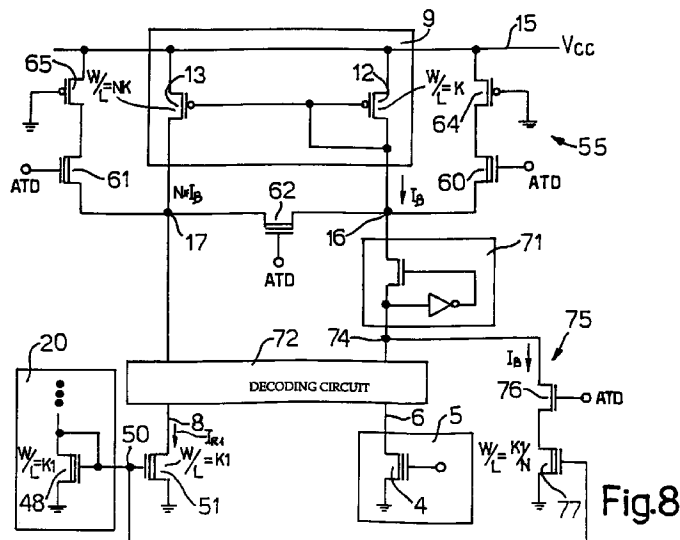 9
15
Vcc
65
W/L=NK
13
12
W/L=K
64
55
ATD
61
N*IB
62
IB
60
ATD
17
16
ATD
71
74
75
20
72
DECODING CIRCUIT
IB
76
ATD
8
6
5
50
IR1
W/L=K1
48
W/L=K1
51
4
W/L=K1/N
77
Fig.8